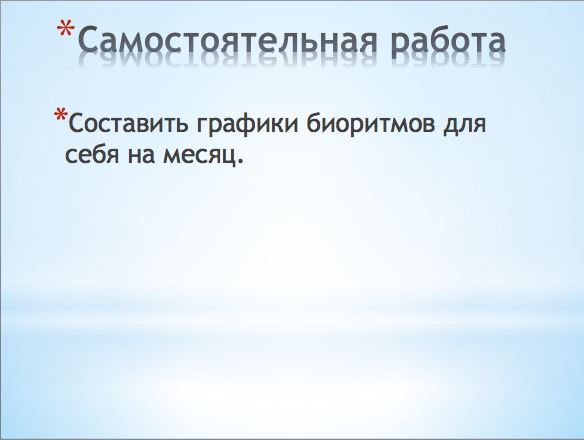 *Самостоятельная работа
*Составить графики биоритмов для
себя на месяц.